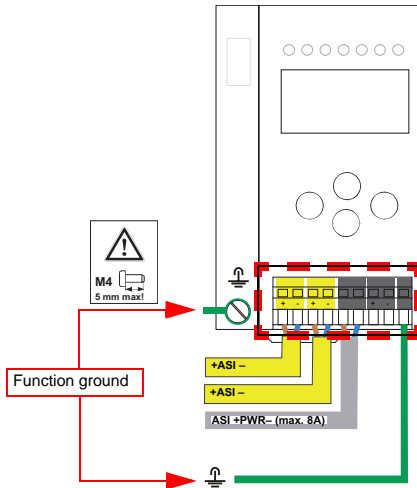 M4
5 mm max!
+ - + - + -
+ASI –
Function ground
+ASI –
ASI +PWR– (max. 8A)